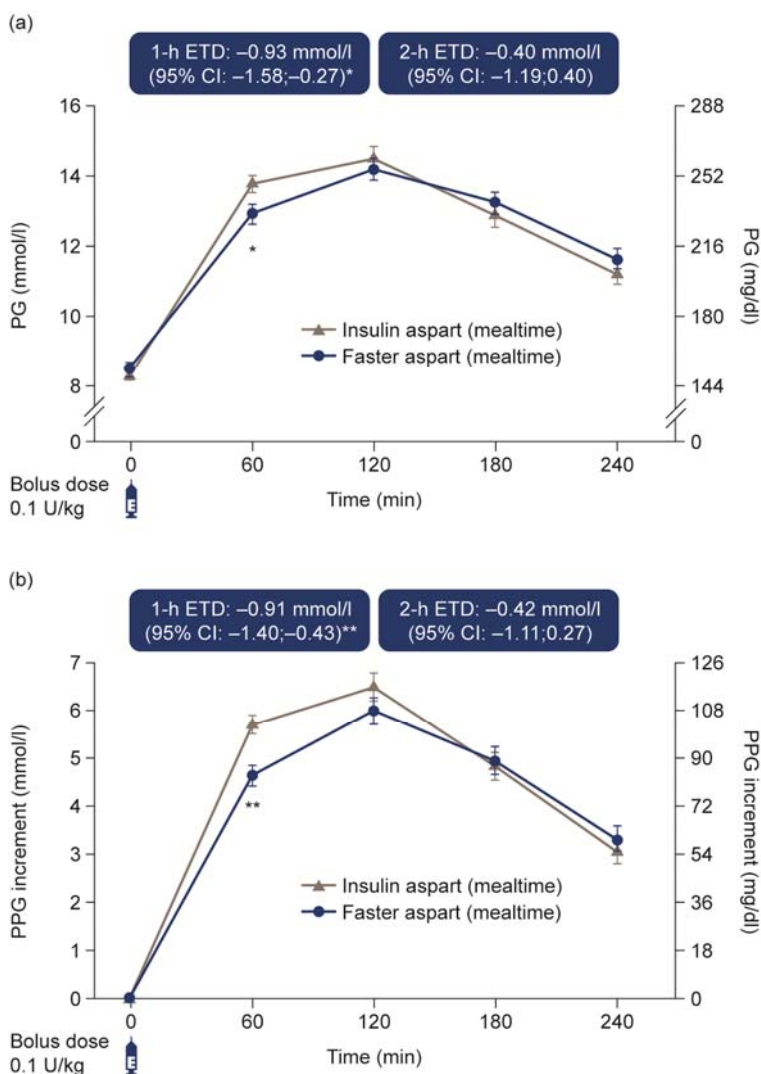 (a)
1-h ETD: –0.93 mmol/l
(95% CI: –1.58;–0.27)*
2-h ETD: –0.40 mmol/l
(95% CI: –1.19;0.40)
16
14
12
10
8
0
PG (mmol/l)
288
252
216
180
144
0
PG (mg/dl)
*
Insulin aspart (mealtime)
Faster aspart (mealtime)
0 60 120 180 240
Time (min)
Bolus dose
0.1 U/kg
(b)
1-h ETD: –0.91 mmol/l
(95% CI: –1.40;–0.43)**
2-h ETD: –0.42 mmol/l
(95% CI: –1.11;0.27)
7
6
5
4
3
2
1
0
PPG increment (mmol/l)
126
108
90
72
54
36
18
0
PPG increment (mg/dl)
**
Insulin aspart (mealtime)
Faster aspart (mealtime)
0 60 120 180 240
Time (min)
Bolus dose
0.1 U/kg